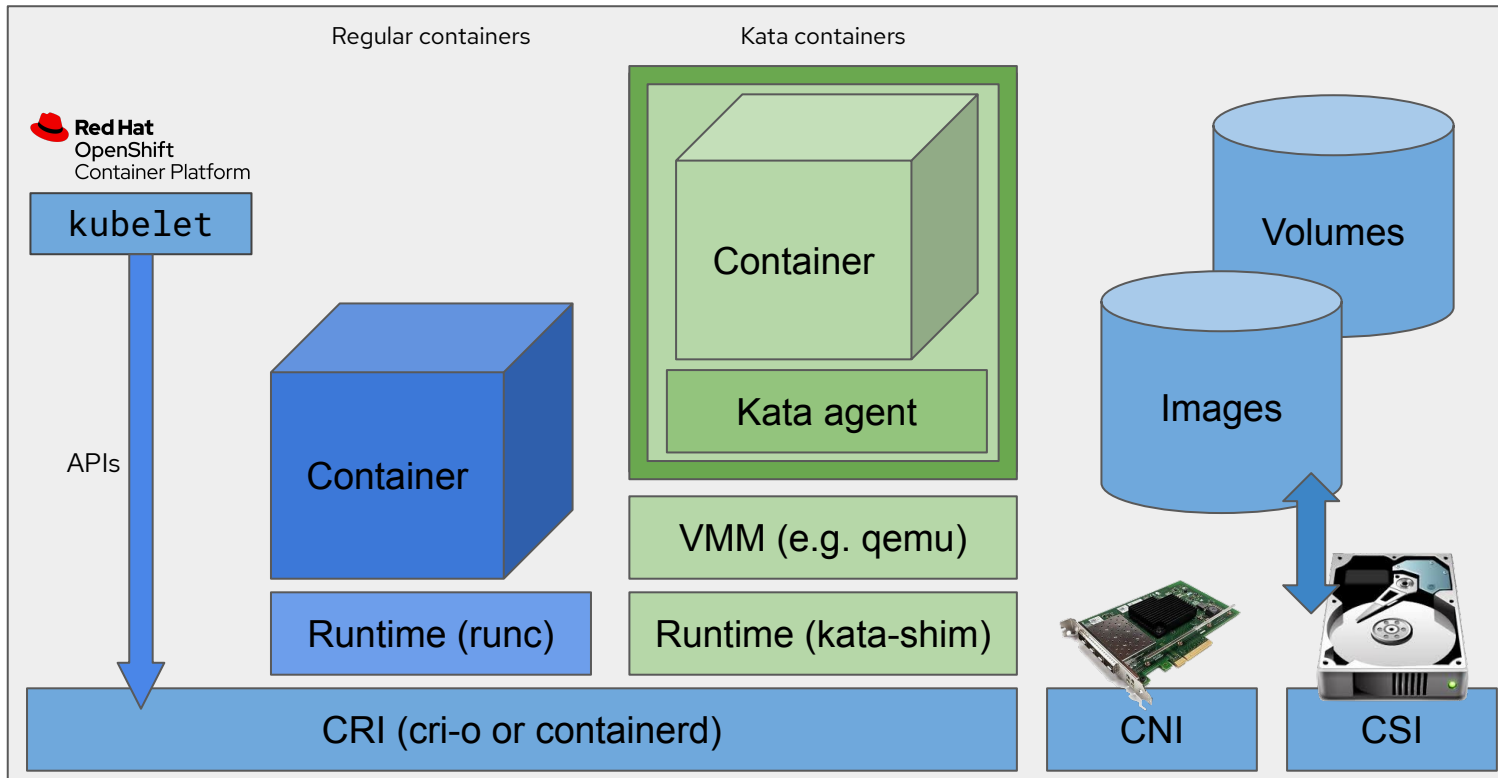 Regular containers
Kata containers
Red Hat
OpenShift
Container Platform
kubelet
APIs
Container
Runtime (runc)
Container
Kata agent
VMM (e.g. qemu)
Runtime (kata-shim)
CRI (cri-o or containerd)
Volumes
Images
CNI
CSI